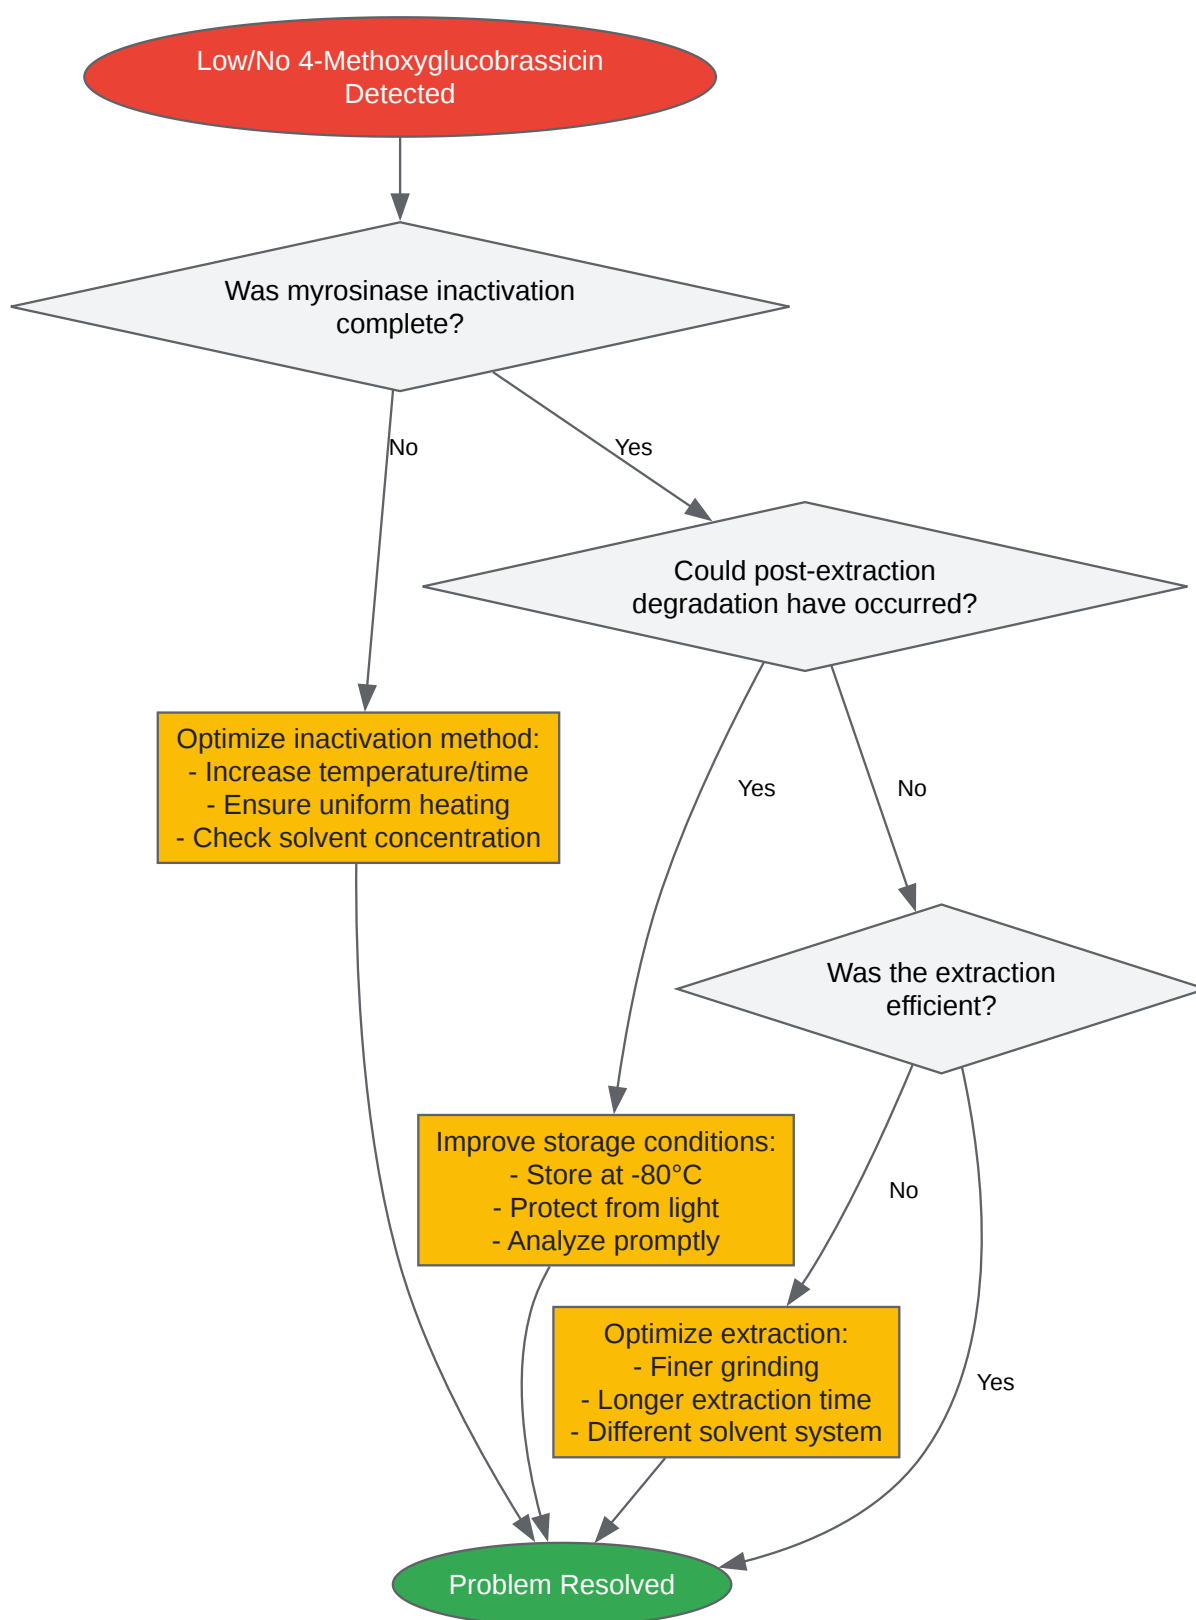 Low/No 4-Methoxyglucobrassicin
Detected
Was myrosinase inactivation
complete?
No
Yes
Could post-extraction
degradation have occurred?
Optimize inactivation method:
- Increase temperature/time
- Ensure uniform heating
- Check solvent concentration
Yes
No
Was the extraction
efficient?
Improve storage conditions:
- Store at -80°C
- Protect from light
- Analyze promptly
No
Optimize extraction:
- Finer grinding
- Longer extraction time
- Different solvent system
Yes
Problem Resolved